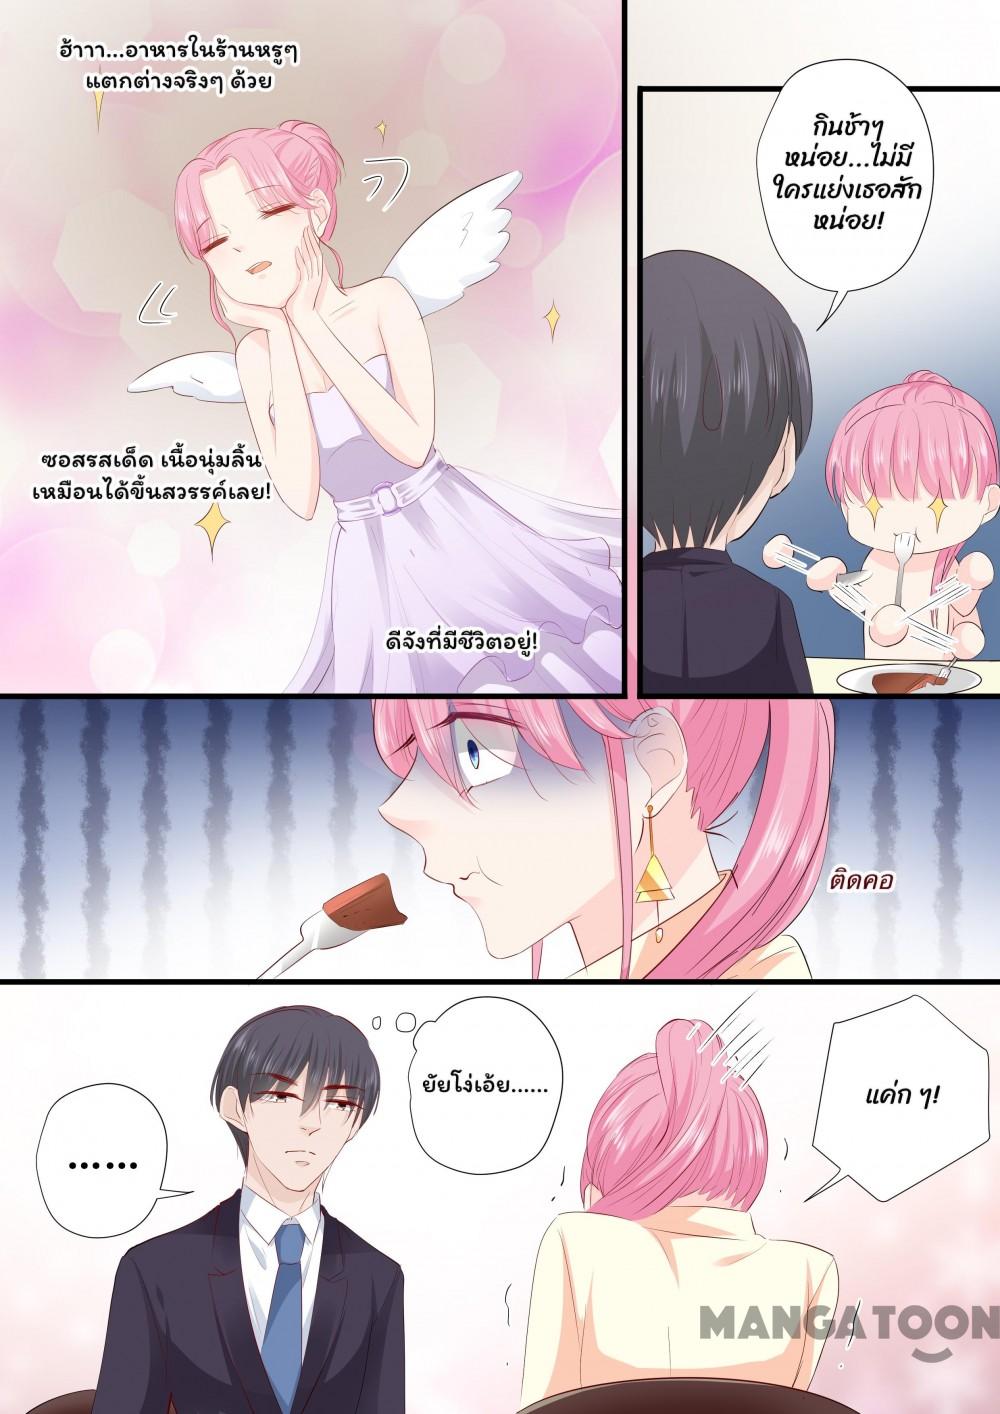 ฮ้าาา...อาหารในร้านหรูๆ
แตกต่างจริงๆ ด้วย
กินช้าๆ
หน่อย...ไม่มี
ใครแย่งเธอสัก
หน่อย!
ซอสรสเด็ด เนื้อนุ่มลิ้น
เหมือนได้ขึ้นสวรรค์เลย!
ดีจังที่มีชีวิตอยู่!
ติดคอ
ยัยโง่เอ้ย......
แค่ก ๆ!
......
MANGATOON